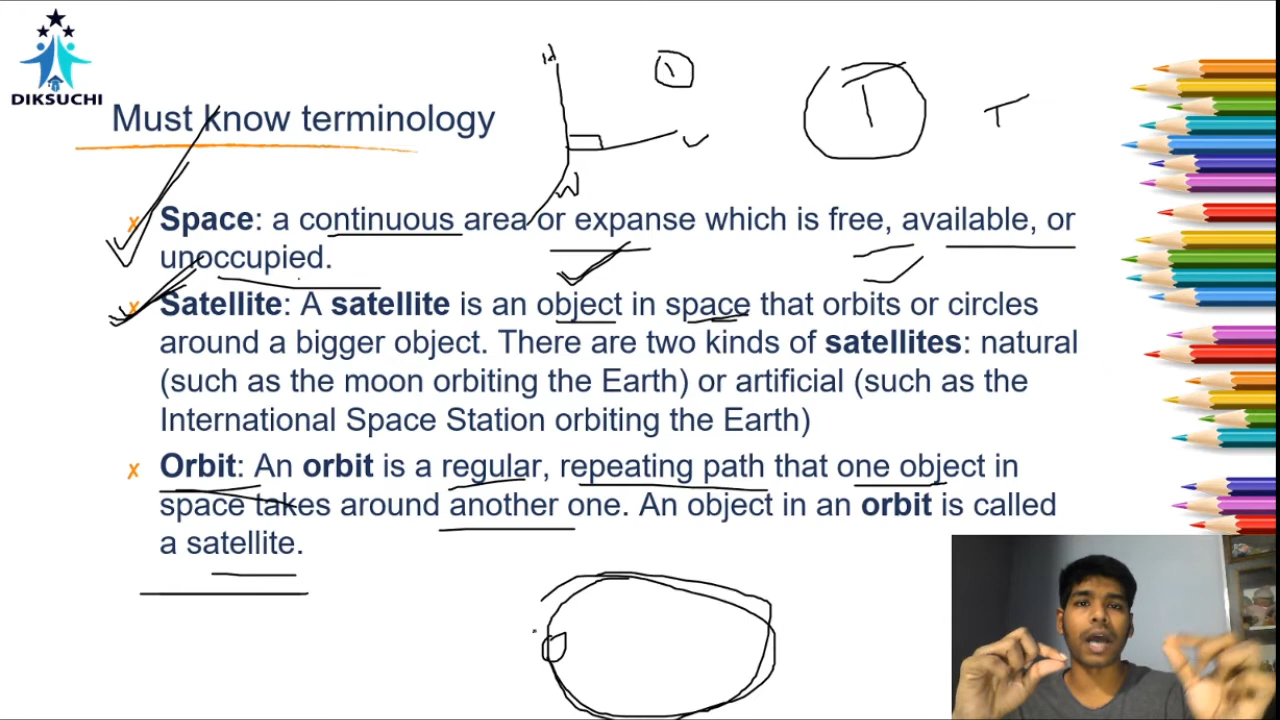 DIKSUCHI
Must know terminology
Space: a continuous area or expanse which is free, available, or
unoccupied.
Satellite: A satellite is an object in space that orbits or circles
around a bigger object. There are two kinds of satellites: natural
(such as the moon orbiting the Earth) or artificial (such as the
International Space Station orbiting the Earth)
Orbit: An orbit is a regular, repeating path that one object in
space takes around another one. An object in an orbit is called
a satellite.
T
T